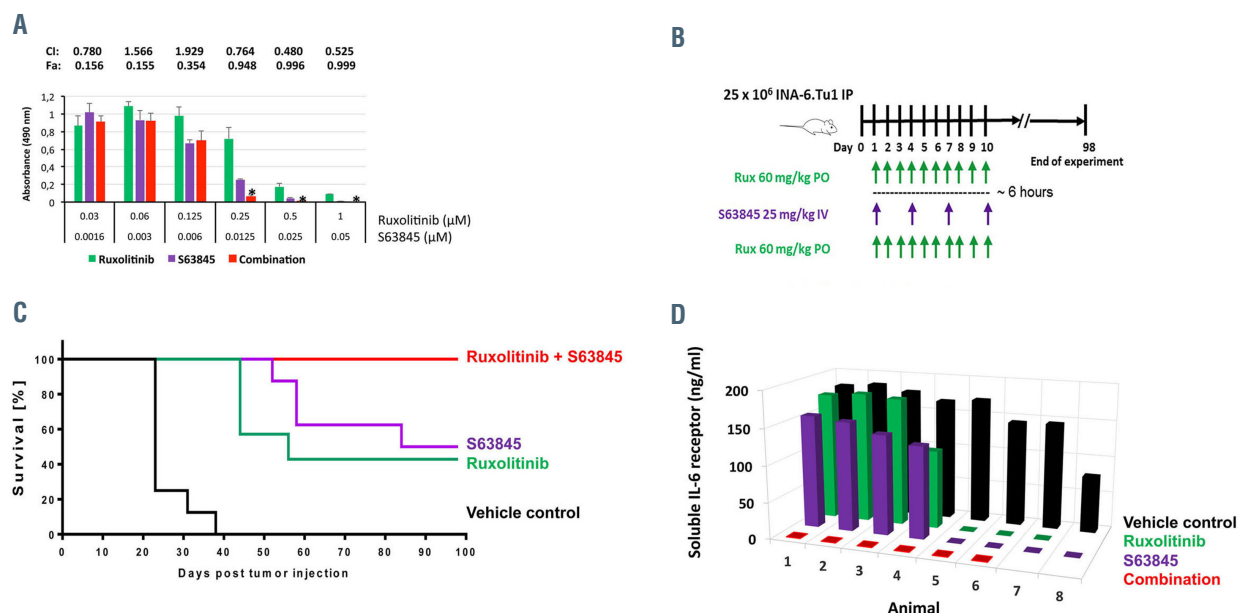 A
CI: 0.780 1.566 1.929 0.764 0.480 0.525
Fa: 0.156 0.155 0.354 0.948 0.996 0.999
Absorbance (490 nm)
1,2
1
0,8
0,6
0,4
0,2
0
* * *
0.03 0.06 0.125 0.25 0.5 1 Ruxolitinib (µM)
0.0016 0.003 0.006 0.0125 0.025 0.05 S63845 (µM)
Ruxolitinib S63845 Combination
B
25 x 10⁶ INA-6.Tu1 IP
Day 0 1 2 3 4 5 6 7 8 9 10 98
End of experiment
Rux 60 mg/kg PO
~ 6 hours
S63845 25 mg/kg IV
Rux 60 mg/kg PO
C
Survival [%]
100
80
60
40
20
0
Ruxolitinib + S63845
S63845
Ruxolitinib
Vehicle control
0 10 20 30 40 50 60 70 80 90 100
Days post tumor injection
D
Soluble IL-6 receptor (ng/ml)
200
150
100
50
0
1 2 3 4 5 6 7 8
Animal
Vehicle control
Ruxolitinib
S63845
Combination